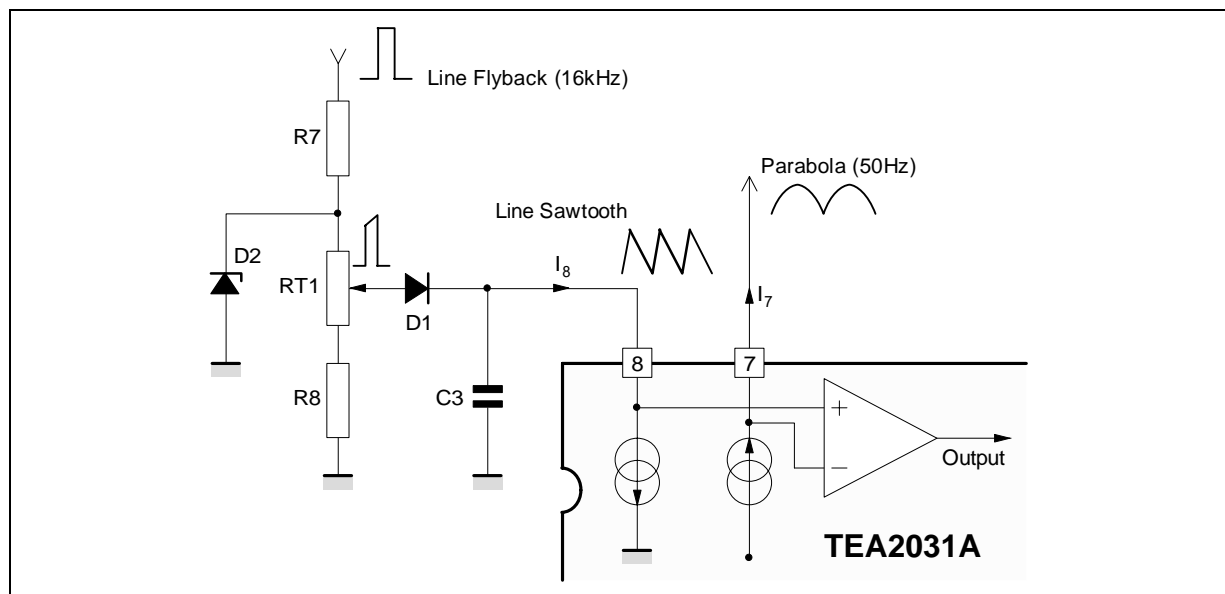 Line Flyback (16kHz)
R7
Parabola (50Hz)
Line Sawtooth
D2
RT1
D1
I8
I7
8
7
R8
C3
+
−
Output
TEA2031A